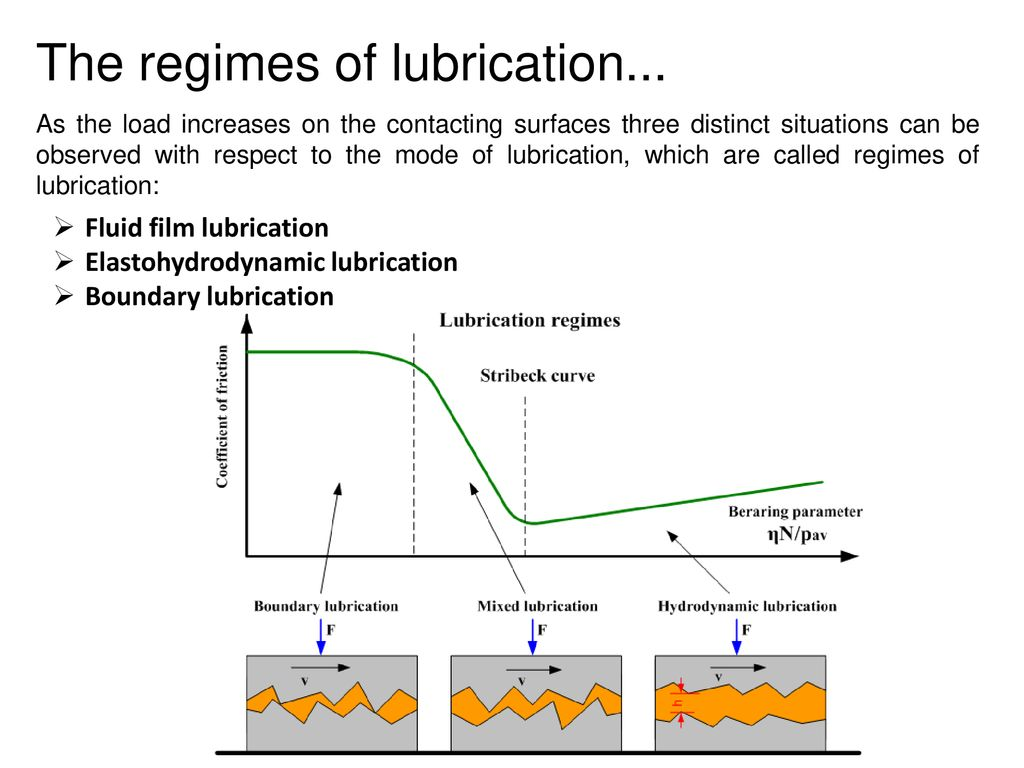 The regimes of lubrication...
As the load increases on the contacting surfaces three distinct situations can be
observed with respect to the mode of lubrication, which are called regimes of
lubrication:
➢ Fluid film lubrication
➢ Elastohydrodynamic lubrication
➢ Boundary lubrication
Lubrication regimes
Stribeck curve
Coefficient of friction
Beraring parameter
ηN/pav
Boundary lubrication
Mixed lubrication
Hydrodynamic lubrication
F
F
F
v
v
v
h